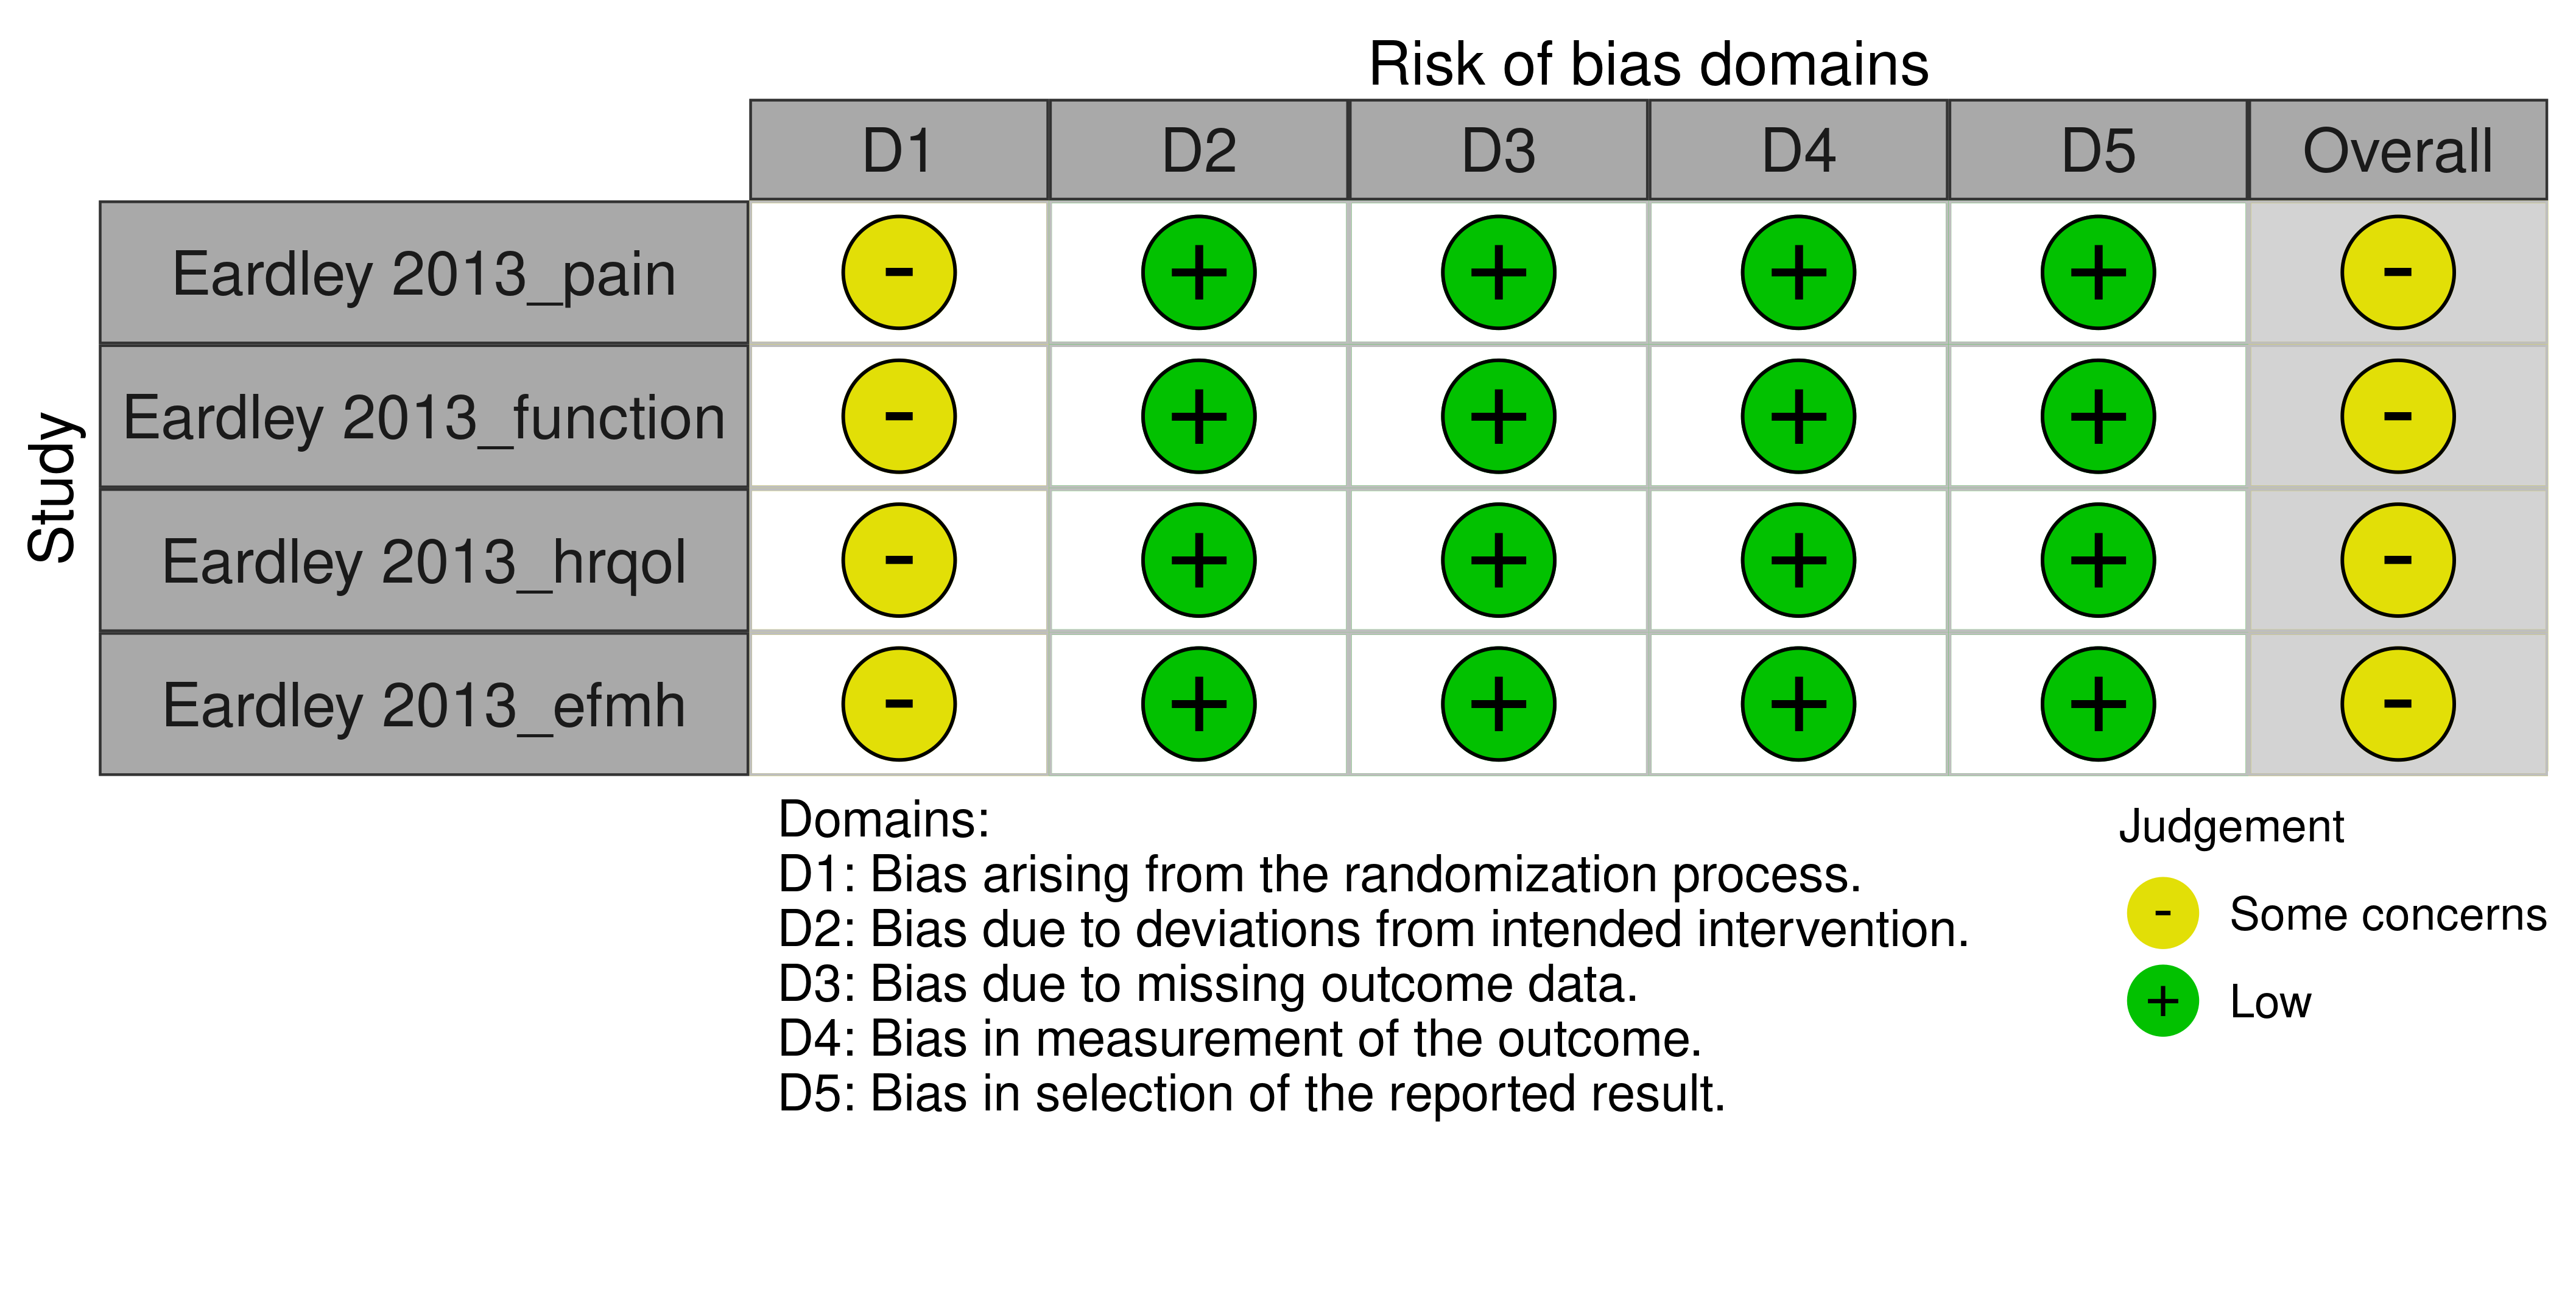 Risk of bias domains
D1 D2 D3 D4 D5 Overall
Study
Eardley 2013_pain - + + + + -
Eardley 2013_function - + + + + -
Eardley 2013_hrqol - + + + + -
Eardley 2013_efmh - + + + + -
Domains:
D1: Bias arising from the randomization process.
D2: Bias due to deviations from intended intervention.
D3: Bias due to missing outcome data.
D4: Bias in measurement of the outcome.
D5: Bias in selection of the reported result.
Judgement
- Some concerns
+ Low